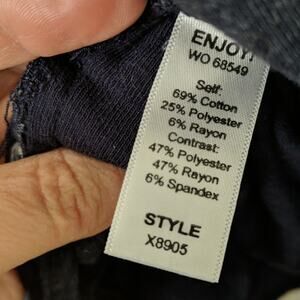 ENJOY!
WO 68549
Self:
69% Cotton
25% Polyester
6% Rayon
Contrast:
47% Polyester
47% Rayon
6% Spandex
STYLE
X8905